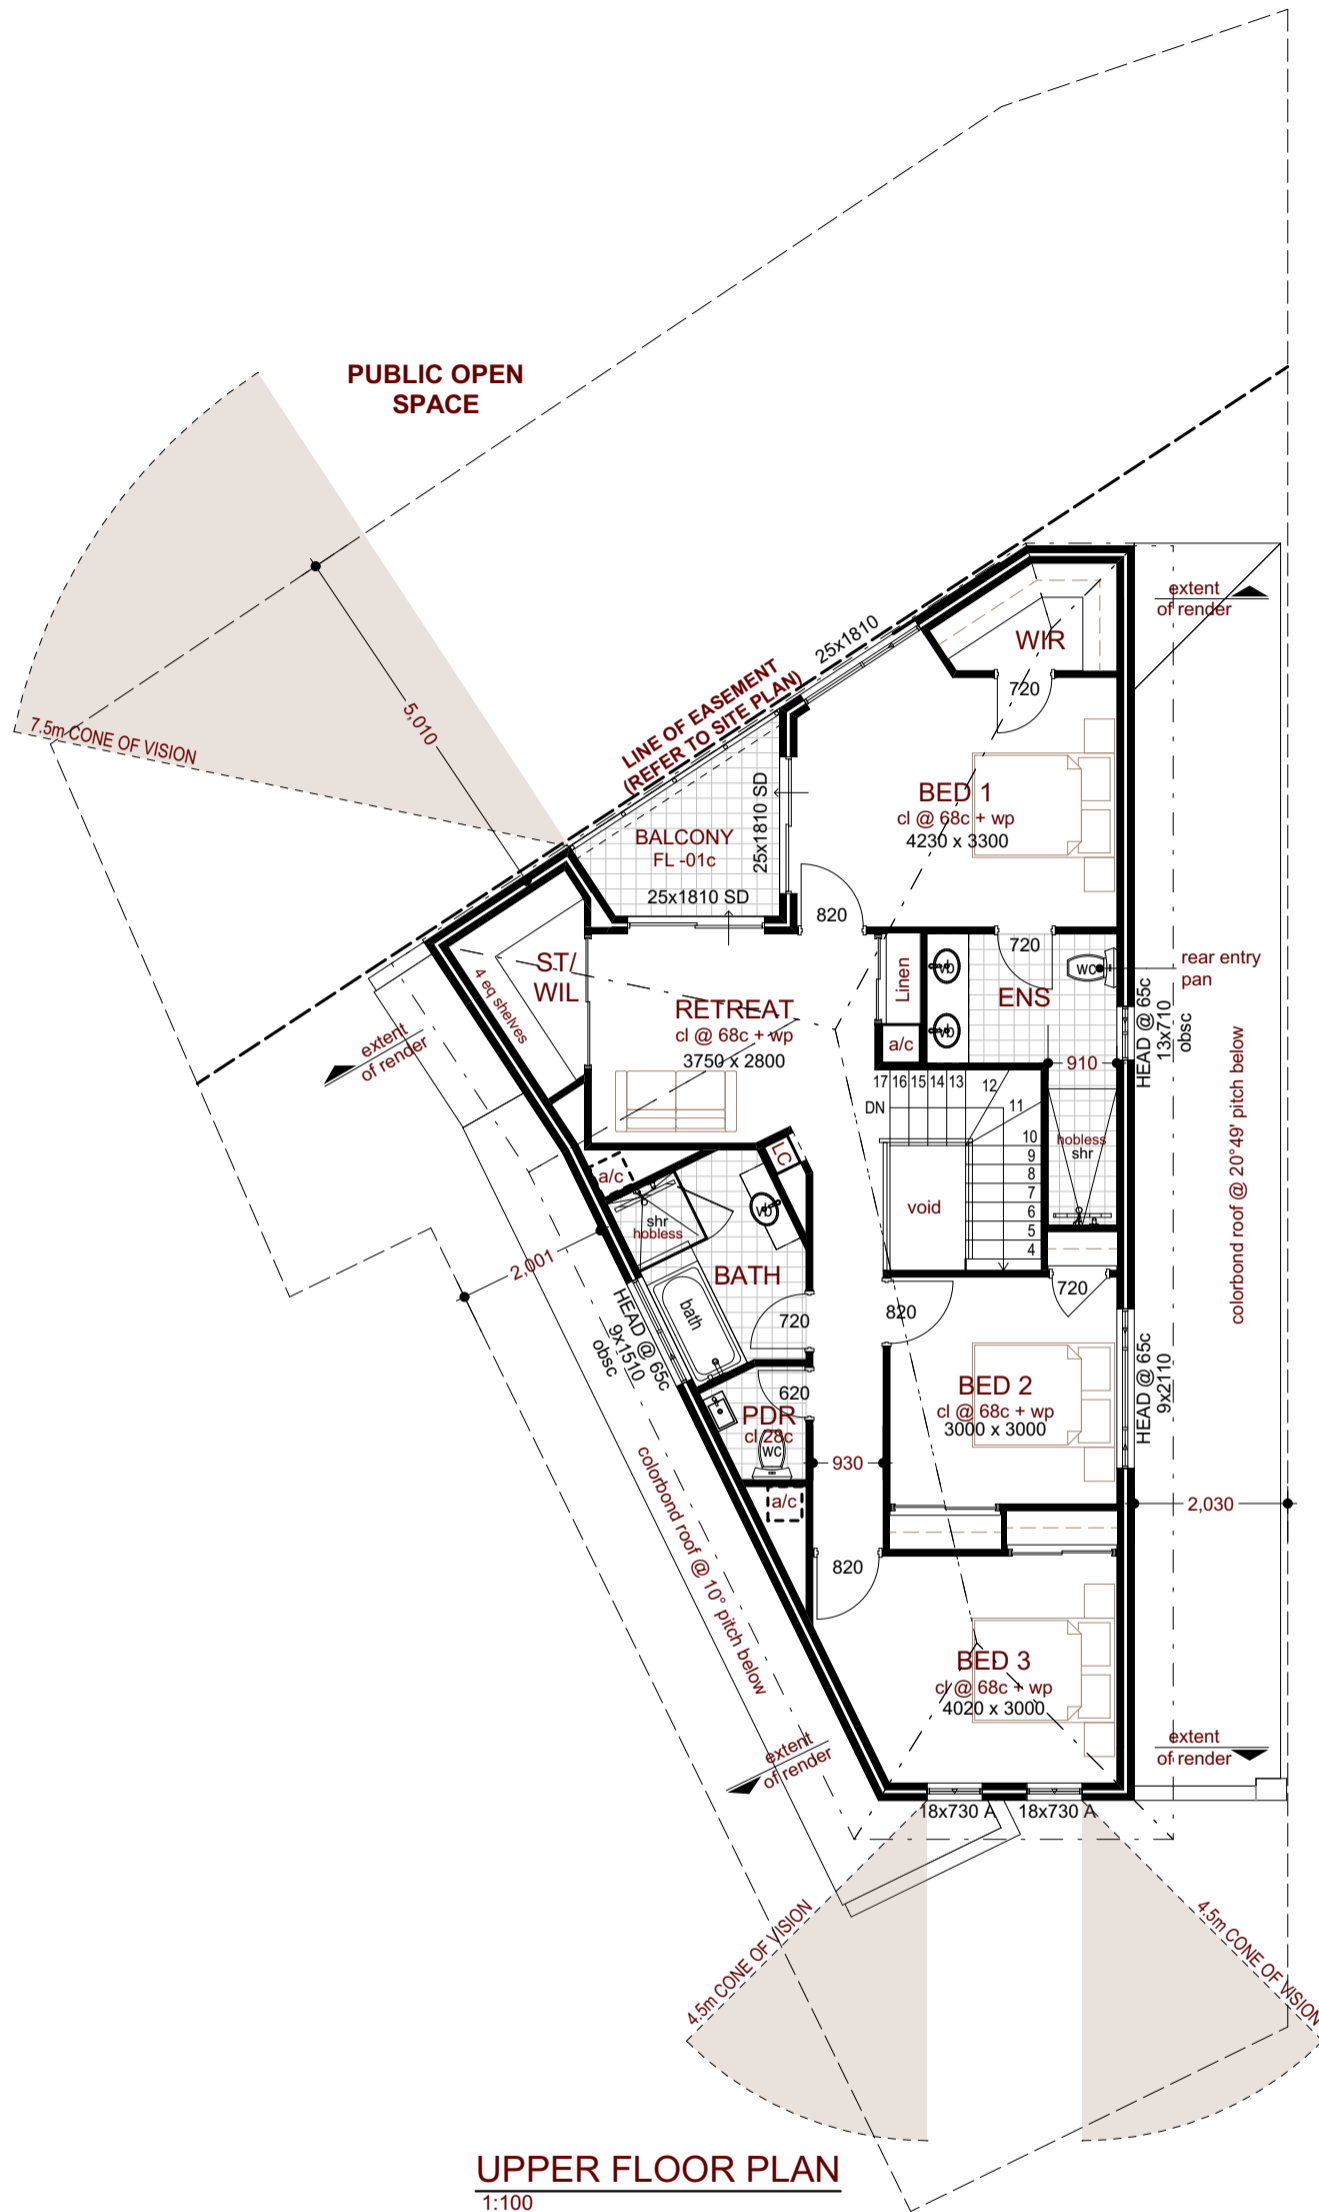 PUBLIC OPEN
SPACE
7.5m CONE OF VISION
5,010
LINE OF EASEMENT
(REFER TO SITE PLAN)
25x1810
extent
of render
WIR
720
BED 1
cl @ 68c + wp
4230 x 3300
BALCONY
FL -01c
25x1810 SD
25x1810 SD
820
ST/
WIL
4 eq shelves
RETREAT
cl @ 68c + wp
3750 x 2800
Linen
a/c
vb
vb
720
ENS
WC
rear entry
pan
HEAD @ 65c
13x710
obsc
910
hobless
shr
colorbond roof @ 20°49' pitch below
extent
of render
17 16 15 14 13
12
11
10
9
8
7
6
5
4
DN
void
LC
a/c
shr
hobless
vb
BATH
bath
720
2,001
HEAD @ 65c
9x1510
obsc
820
720
BED 2
cl @ 68c + wp
3000 x 3000
HEAD @ 65c
9x2110
620
PDR
cl 28c
WC
930
a/c
2,030
colorbond roof @ 10° pitch below
820
BED 3
cl @ 68c + wp
4020 x 3000
extent
of render
extent
of render
18x730 A
18x730 A
4.5m CONE OF VISION
4.5m CONE OF VISION
UPPER FLOOR PLAN
1:100